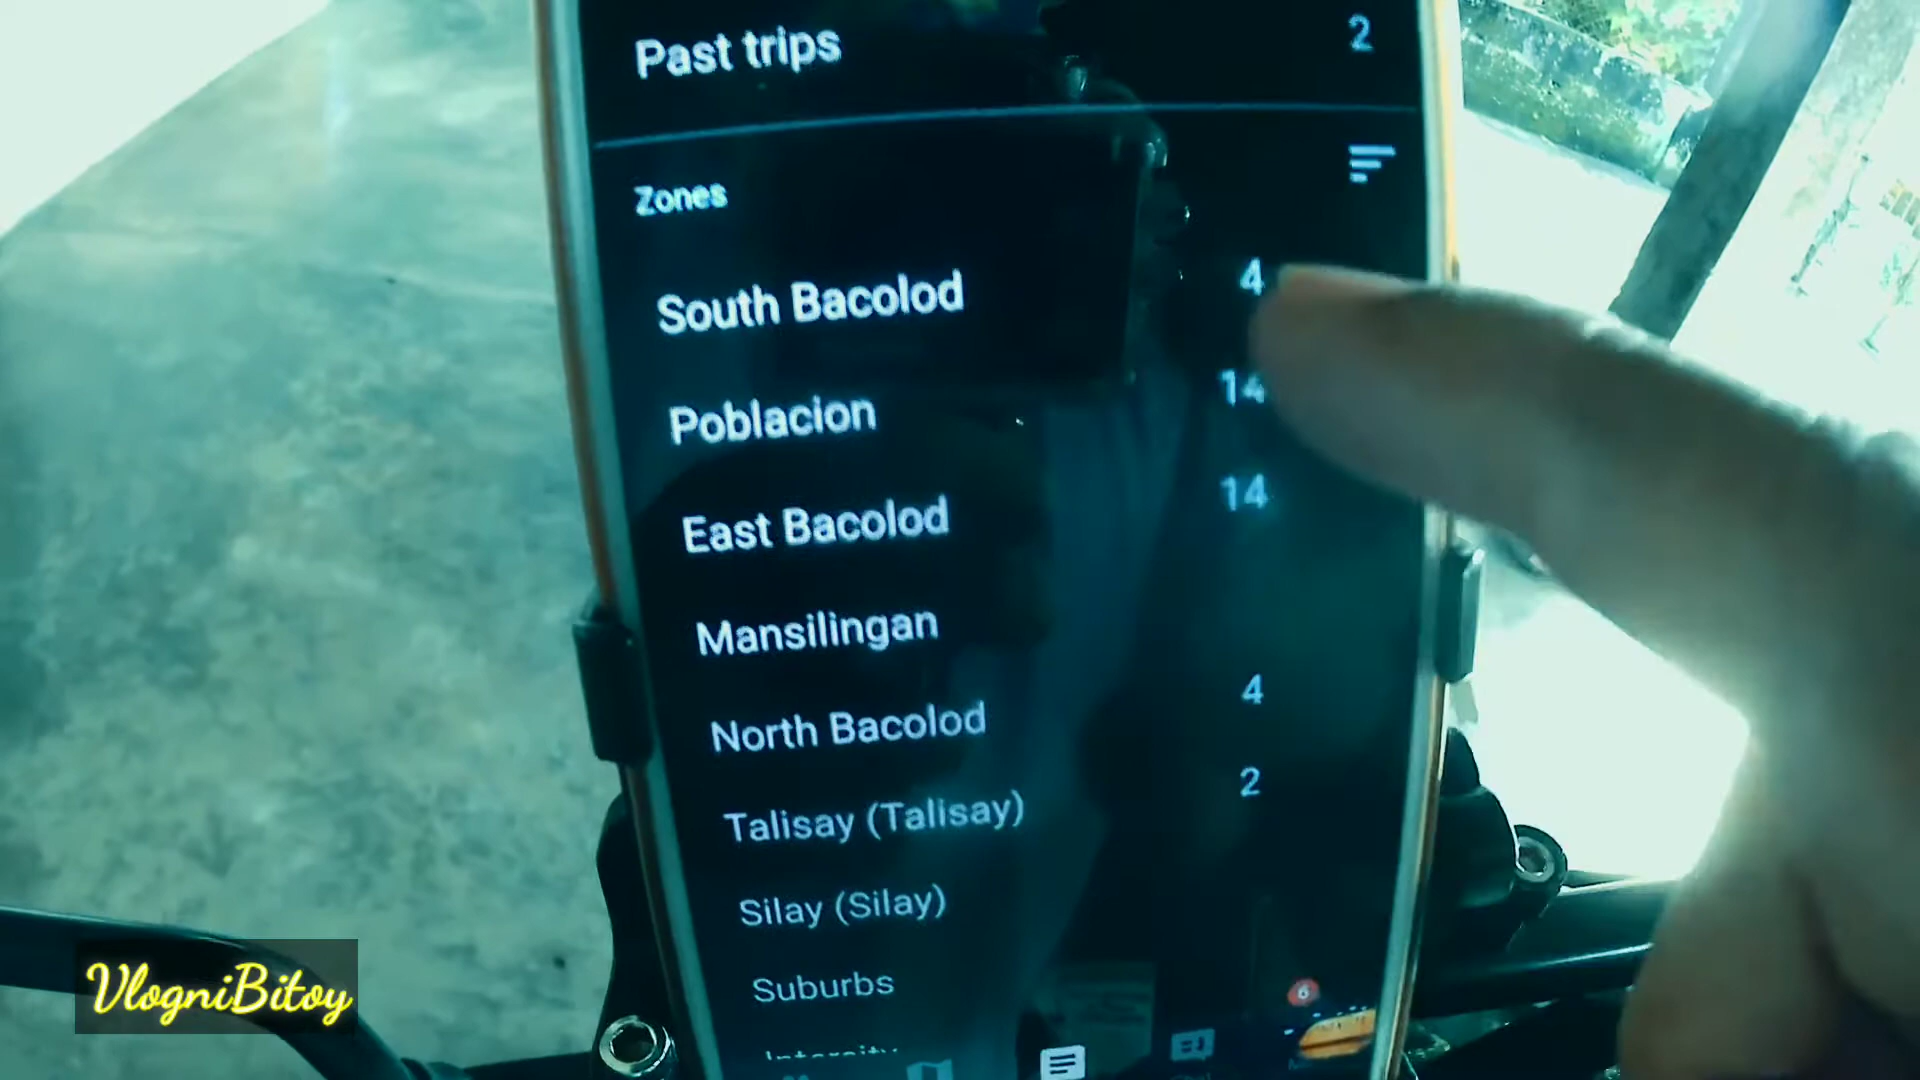 Past trips 2
Zones
South Bacolod 4
Poblacion 14
East Bacolod 14
Mansilingan
North Bacolod 4
Talisay (Talisay) 2
Silay (Silay)
Suburbs
6
VlogniBitoy